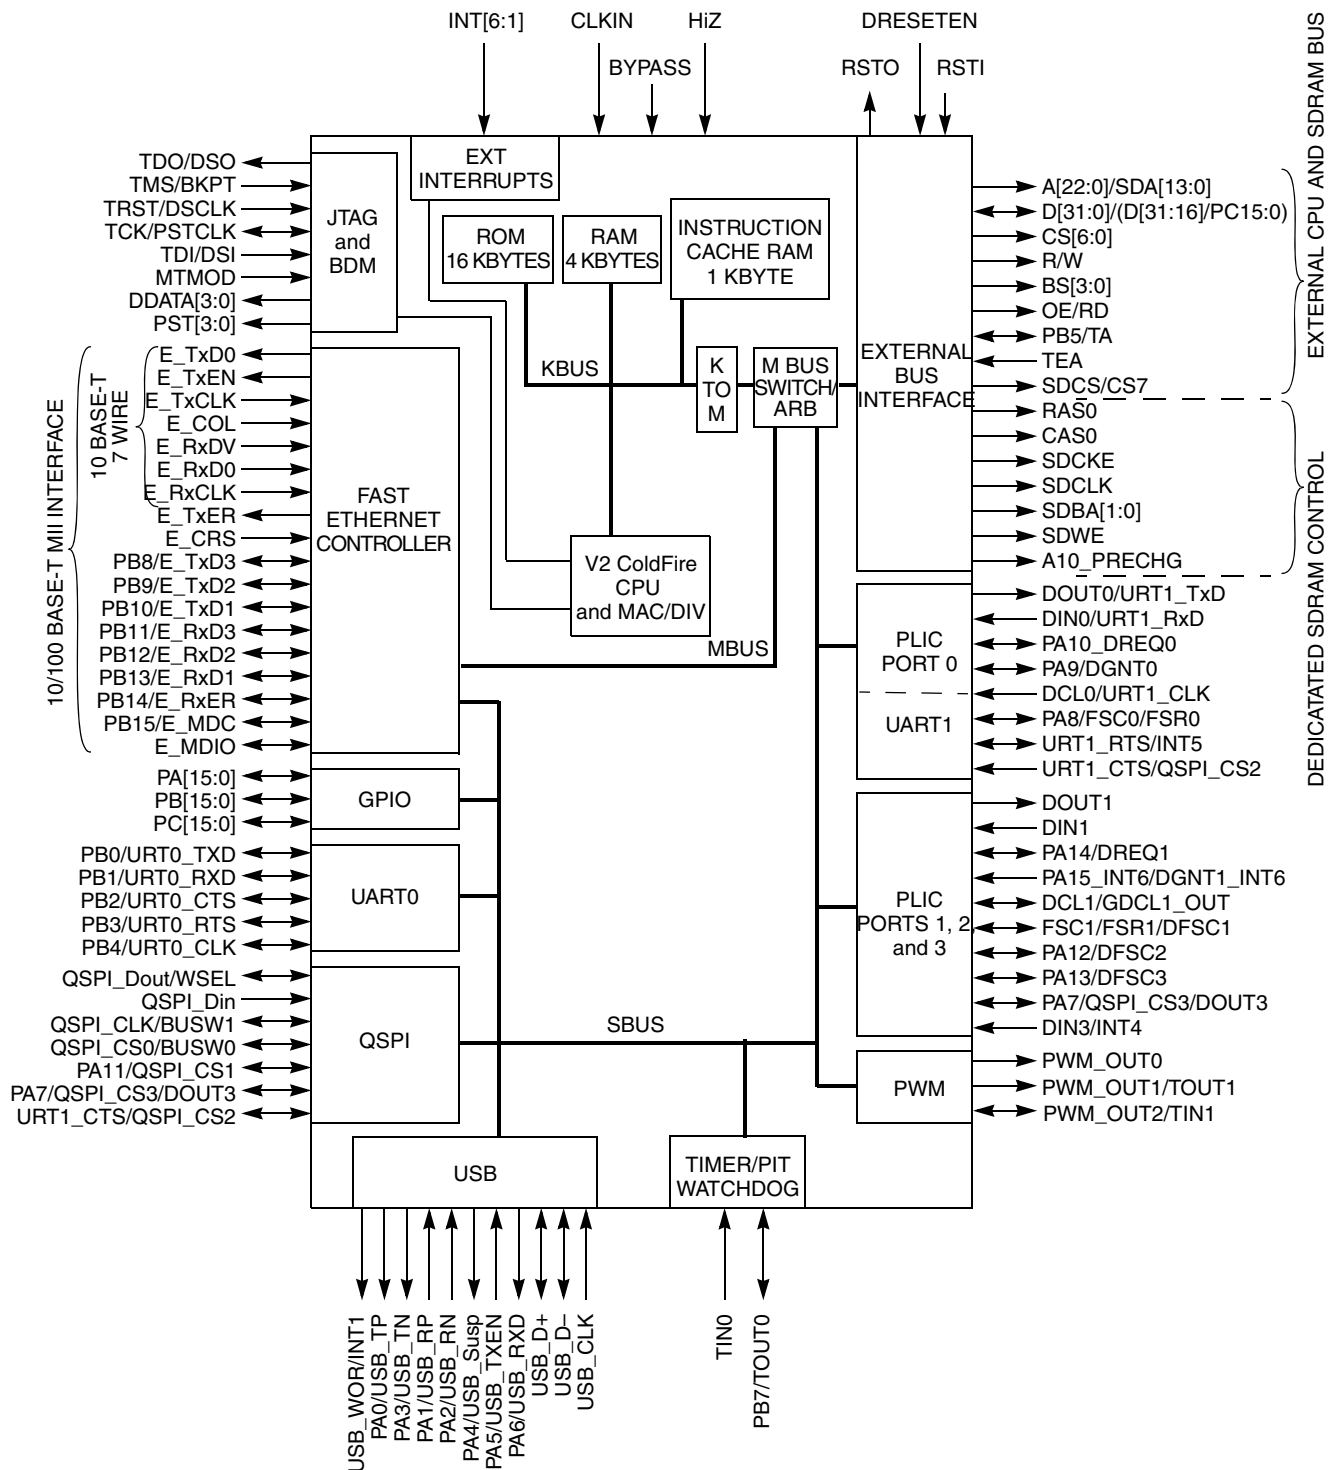 INT[6:1]
CLKIN
HiZ
DRESETEN
BYPASS
RSTO
RSTI
EXT
INTERRUPTS
TDO/DSO
TMS/BKPT
TRST/DSCLK
TCK/PSTCLK
TDI/DSI
MTMOD
DDATA[3:0]
PST[3:0]
JTAG
and
BDM
ROM
16 KBYTES
RAM
4 KBYTES
INSTRUCTION
CACHE RAM
1 KBYTE
KBUS
K
TO
M
M BUS
SWITCH/
ARB
EXTERNAL
BUS
INTERFACE
A[22:0]/SDA[13:0]
D[31:0]/(D[31:16]/PC15:0)
CS[6:0]
R/W
BS[3:0]
OE/RD
PB5/TA
TEA
SDCS/CS7
RAS0
CAS0
SDCKE
SDCLK
SDBA[1:0]
SDWE
A10_PRECHG
EXTERNAL CPU AND SDRAM BUS
DEDICATATED SDRAM CONTROL
10/100 BASE-T MII INTERFACE
10 BASE-T
7 WIRE
E_TxD0
E_TxEN
E_TxCLK
E_COL
E_RxDV
E_RxD0
E_RxCLK
E_TxER
E_CRS
PB8/E_TxD3
PB9/E_TxD2
PB10/E_TxD1
PB11/E_RxD3
PB12/E_RxD2
PB13/E_RxD1
PB14/E_RxER
PB15/E_MDC
E_MDIO
FAST
ETHERNET
CONTROLLER
V2 ColdFire
CPU
and MAC/DIV
MBUS
PLIC
PORT 0
UART1
DOUT0/URT1_TxD
DIN0/URT1_RxD
PA10_DREQ0
PA9/DGNT0
DCL0/URT1_CLK
PA8/FSC0/FSR0
URT1_RTS/INT5
URT1_CTS/QSPI_CS2
PA[15:0]
PB[15:0]
PC[15:0]
GPIO
PB0/URT0_TXD
PB1/URT0_RXD
PB2/URT0_CTS
PB3/URT0_RTS
PB4/URT0_CLK
UART0
PLIC
PORTS 1, 2,
and 3
DOUT1
DIN1
PA14/DREQ1
PA15_INT6/DGNT1_INT6
DCL1/GDCL1_OUT
FSC1/FSR1/DFSC1
PA12/DFSC2
PA13/DFSC3
PA7/QSPI_CS3/DOUT3
DIN3/INT4
QSPI_Dout/WSEL
QSPI_Din
QSPI_CLK/BUSW1
QSPI_CS0/BUSW0
PA11/QSPI_CS1
PA7/QSPI_CS3/DOUT3
URT1_CTS/QSPI_CS2
QSPI
SBUS
PWM
PWM_OUT0
PWM_OUT1/TOUT1
PWM_OUT2/TIN1
USB
TIMER/PIT
WATCHDOG
USB_WOR/INT1
PA0/USB_TP
PA3/USB_TN
PA1/USB_RP
PA2/USB_RN
PA4/USB_Susp
PA5/USB_TXEN
PA6/USB_RXD
USB_D+
USB_D–
USB_CLK
TIN0
PB7/TOUT0